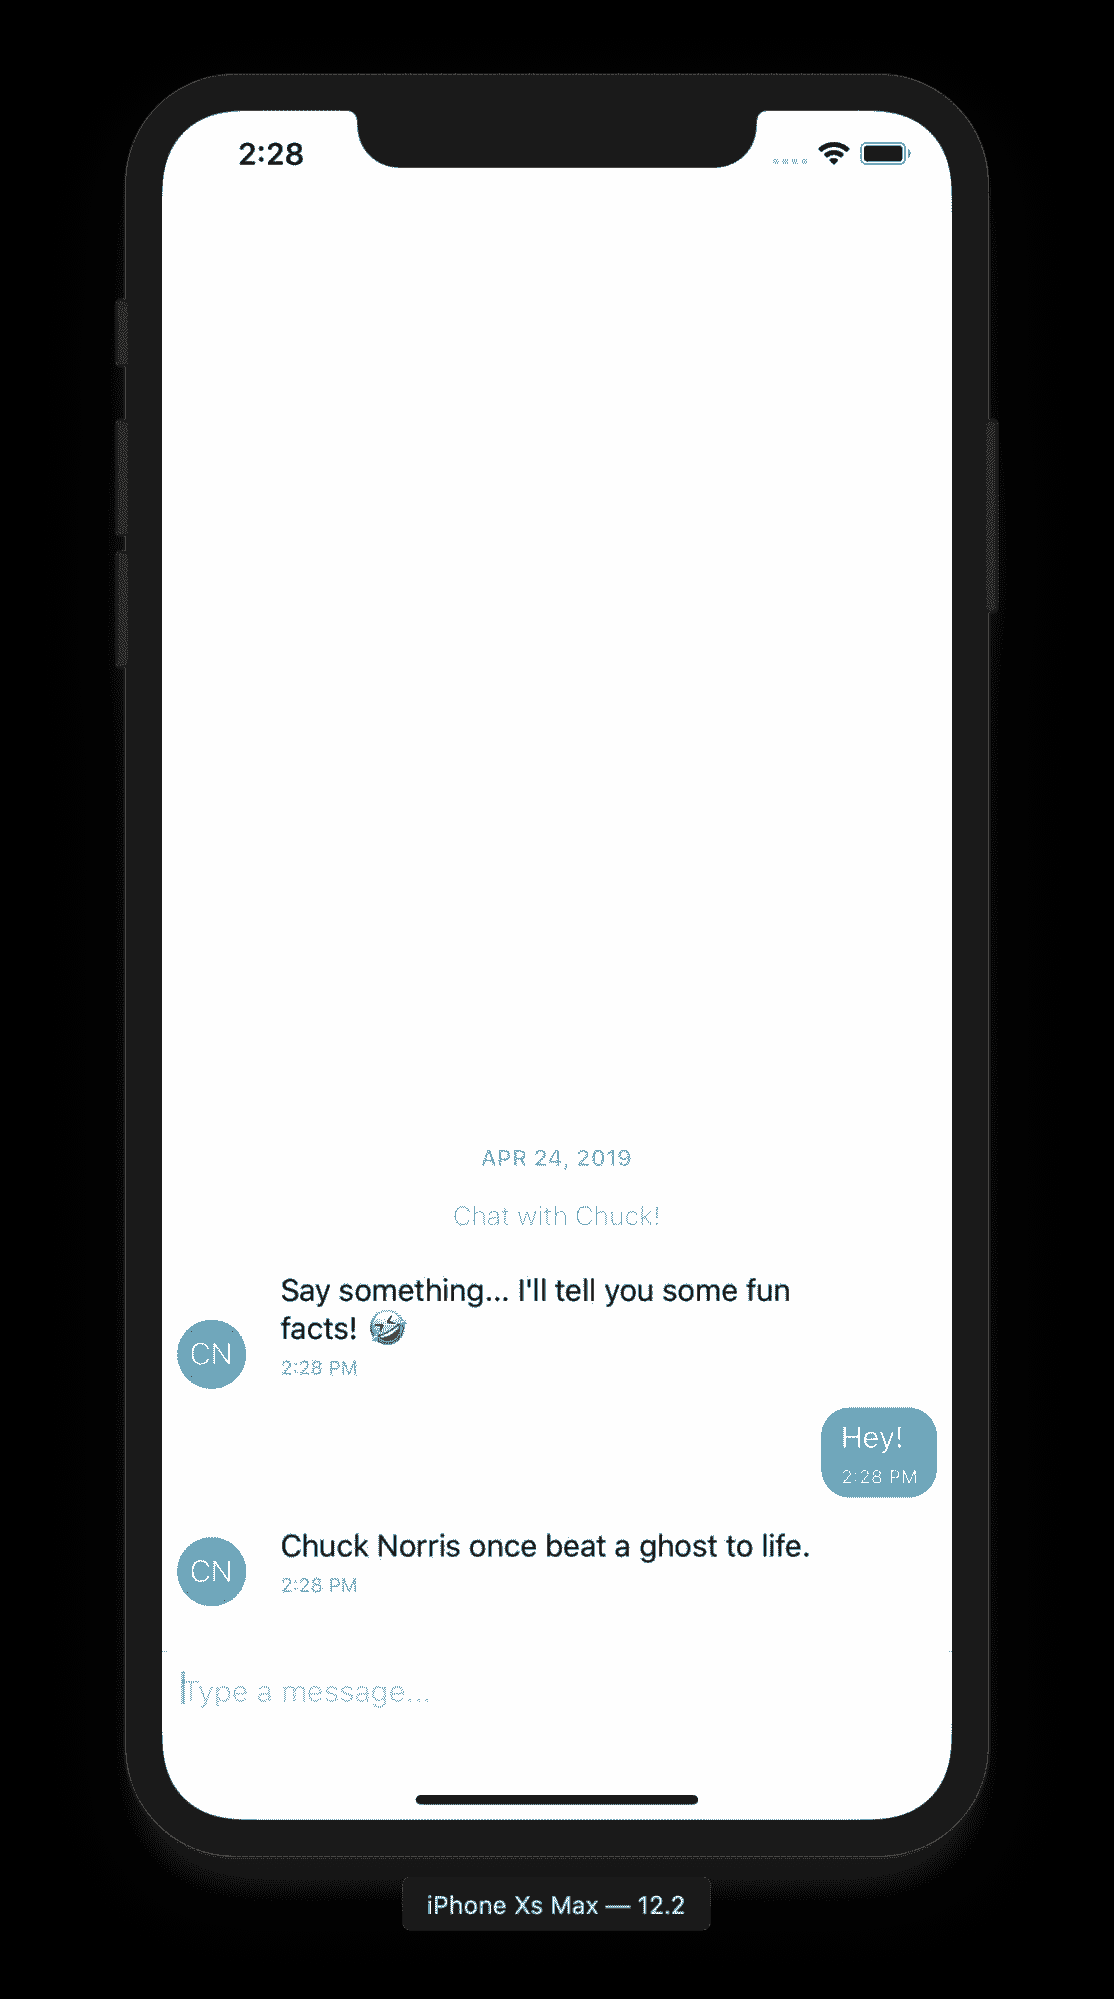 2:28
APR 24, 2019
Chat with Chuck!
Say something... I'll tell you some fun
facts! 🤣
CN
2:28 PM
Hey!
2:28 PM
Chuck Norris once beat a ghost to life.
CN
2:28 PM
Type a message...
iPhone Xs Max — 12.2